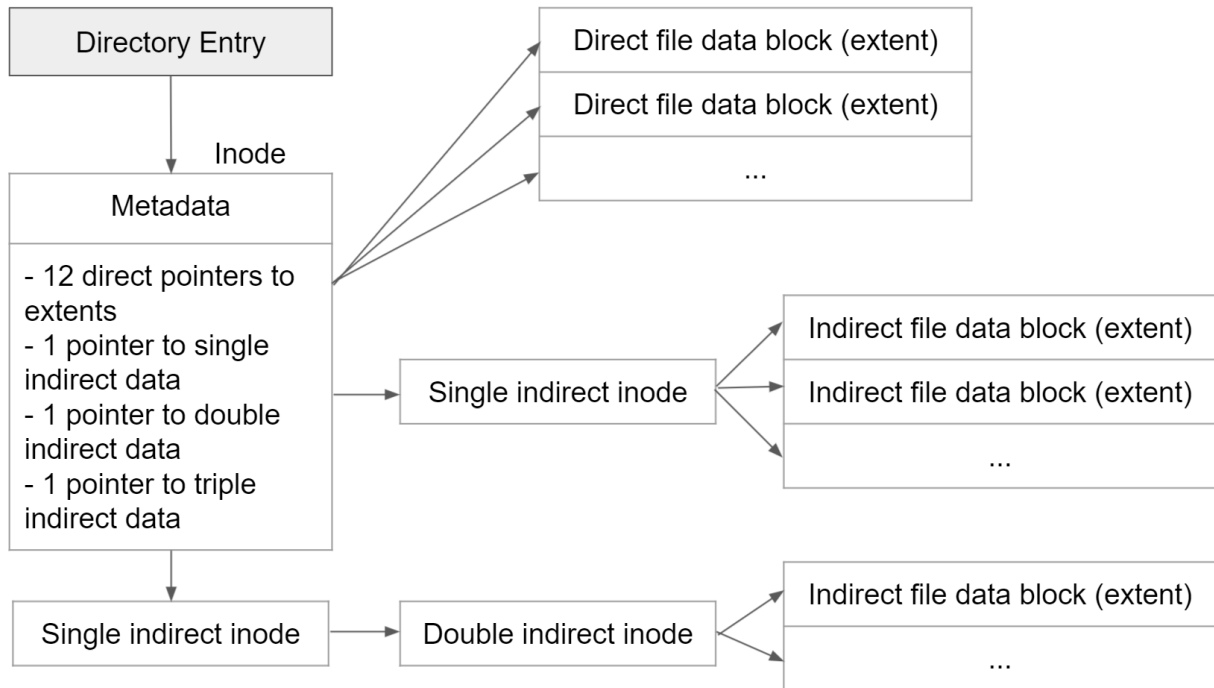 Directory Entry
Inode
Metadata
- 12 direct pointers to
extents
- 1 pointer to single
indirect data
- 1 pointer to double
indirect data
- 1 pointer to triple
indirect data
Direct file data block (extent)
Direct file data block (extent)
...
Single indirect inode
Indirect file data block (extent)
Indirect file data block (extent)
...
Single indirect inode
Double indirect inode
Indirect file data block (extent)
...